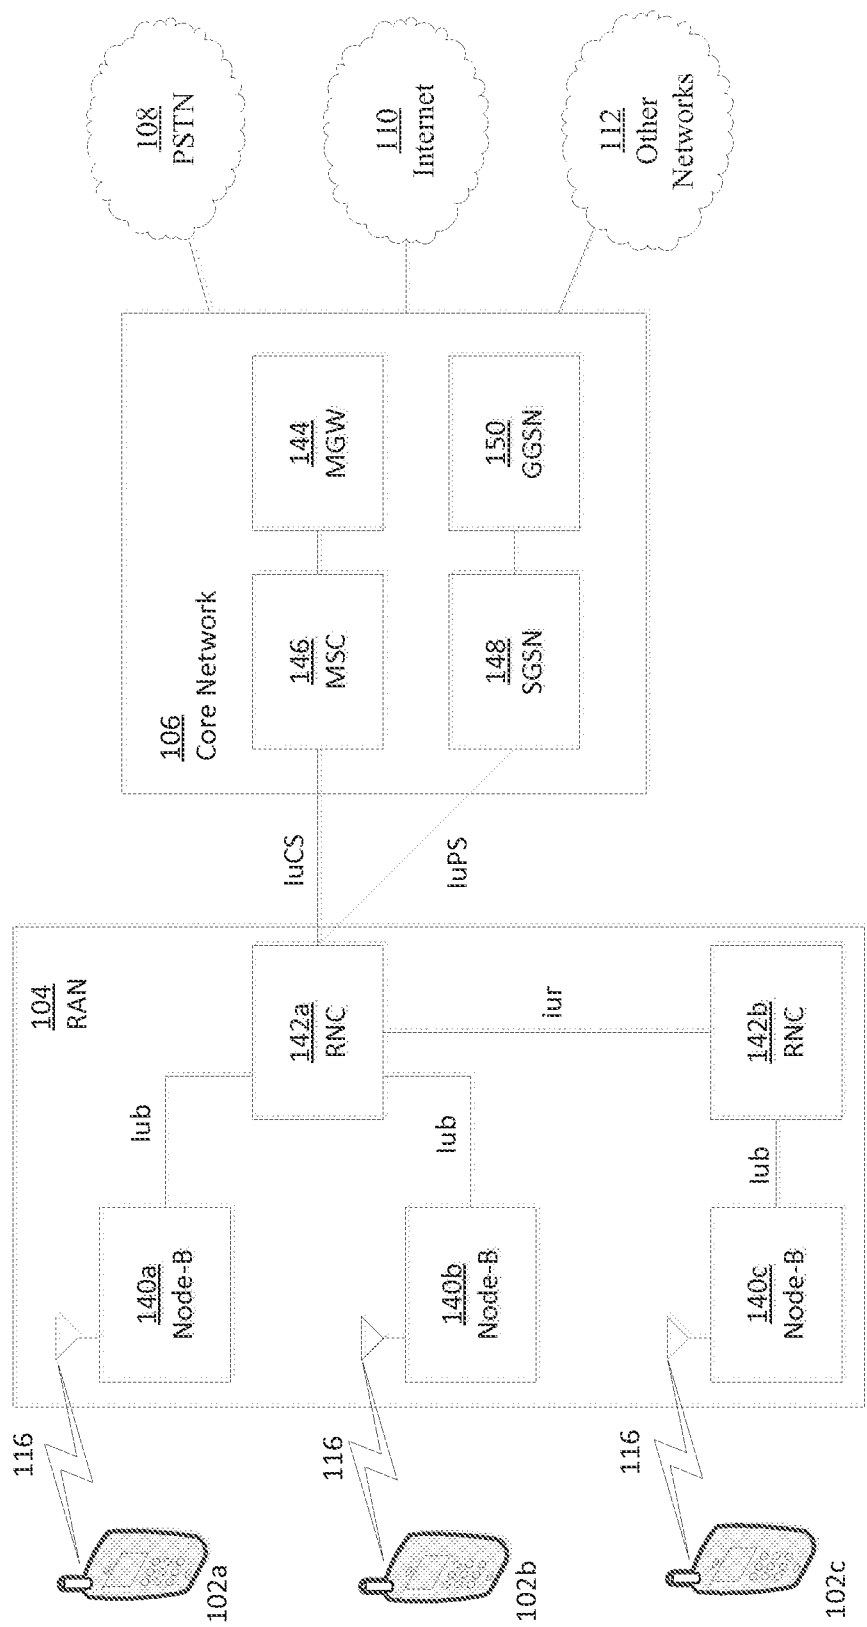 102a
116
140a
Node-B
Iub
104
RAN
102b
116
140b
Node-B
Iub
142a
RNC
IuCS
IuPS
iur
102c
116
140c
Node-B
Iub
142b
RNC
106
Core Network
146
MSC
144
MGW
148
SGSN
150
GGSN
108
PSTN
110
Internet
112
Other
Networks